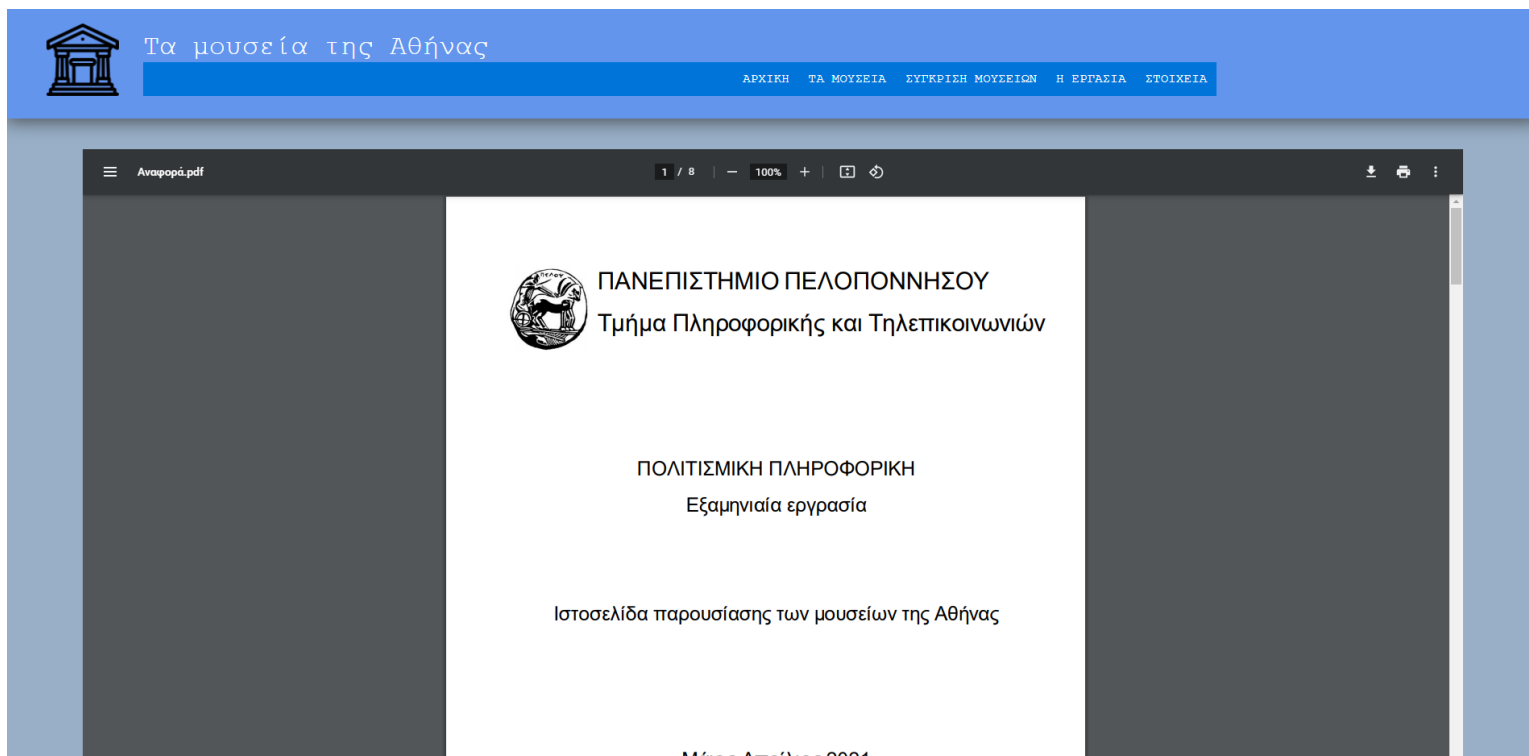 Τα μουσεία της Αθήνας
ΑΡΧΙΚΗ ΤΑ ΜΟΥΣΕΙΑ ΣΥΓΚΡΙΣΗ ΜΟΥΣΕΙΩΝ Η ΕΡΓΑΣΙΑ ΣΤΟΙΧΕΙΑ
Αναφορά.pdf 1 / 8 100%
ΠΑΝΕΠΙΣΤΗΜΙΟ ΠΕΛΟΠΟΝΝΗΣΟΥ
Τμήμα Πληροφορικής και Τηλεπικοινωνιών
ΠΟΛΙΤΙΣΜΙΚΗ ΠΛΗΡΟΦΟΡΙΚΗ
Εξαμηνιαία εργρασία
Ιστοσελίδα παρουσίασης των μουσείων της Αθήνας